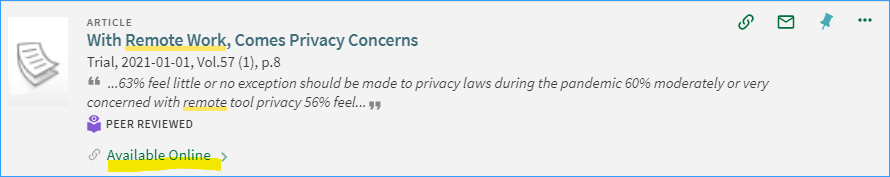 ARTICLE
With Remote Work, Comes Privacy Concerns
Trial, 2021-01-01, Vol.57 (1), p.8
“ ...63% feel little or no exception should be made to privacy laws during the pandemic 60% moderately or very
concerned with remote tool privacy 56% feel... ”
PEER REVIEWED
Available Online